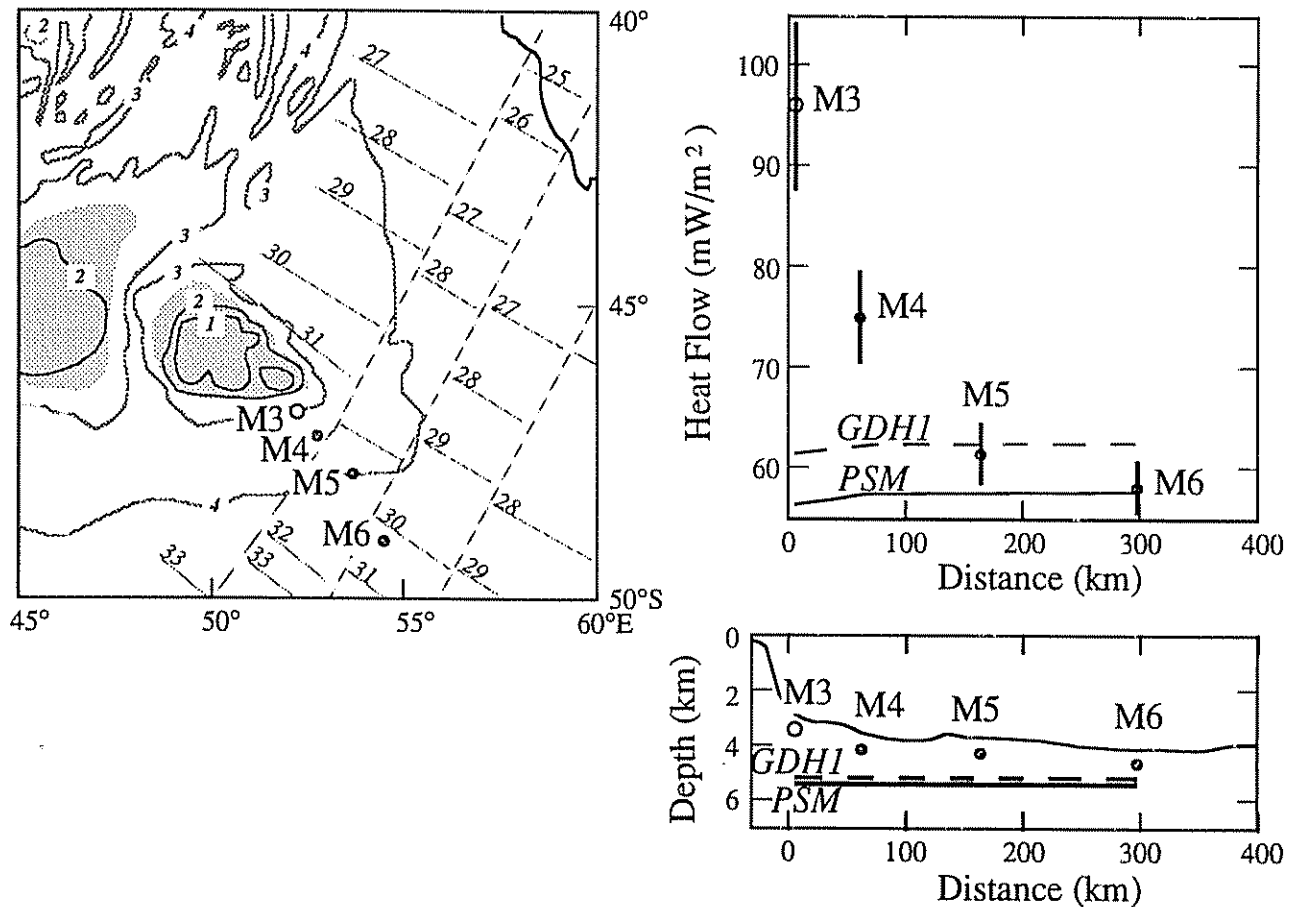 2
4
4
3
27
25
26
28
3
29
27
3
30
28
2
3
27
2
1
31
28
M3
M4
29
M5
4
28
M6
30
32
33
33
31
29
40°
45°
50°S
45°
50°
55°
60°E
Heat Flow (mW/m²)
100
90
80
70
60
M3
M4
M5
GDH1
PSM
M6
0
100
200
300
400
Distance (km)
Depth (km)
0
2
4
6
M3
M4
M5
M6
GDH1
PSM
0
100
200
300
400
Distance (km)